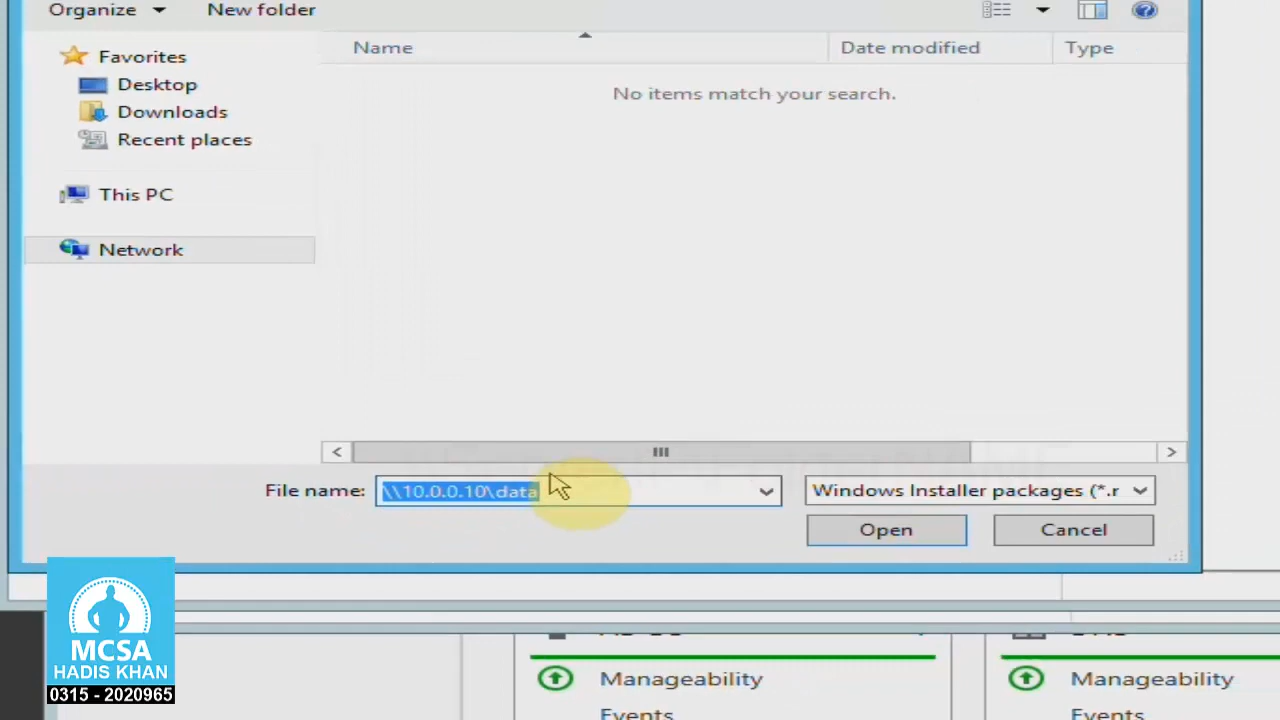 Organize New folder
Name Date modified Type
Favorites
No items match your search.
Desktop
Downloads
Recent places
This PC
Network
File name: \\10.0.0.10\data Windows Installer packages (*.r
Open Cancel
MCSA
HADIS KHAN
0315 - 2020965
Manageability Manageability
Events Events